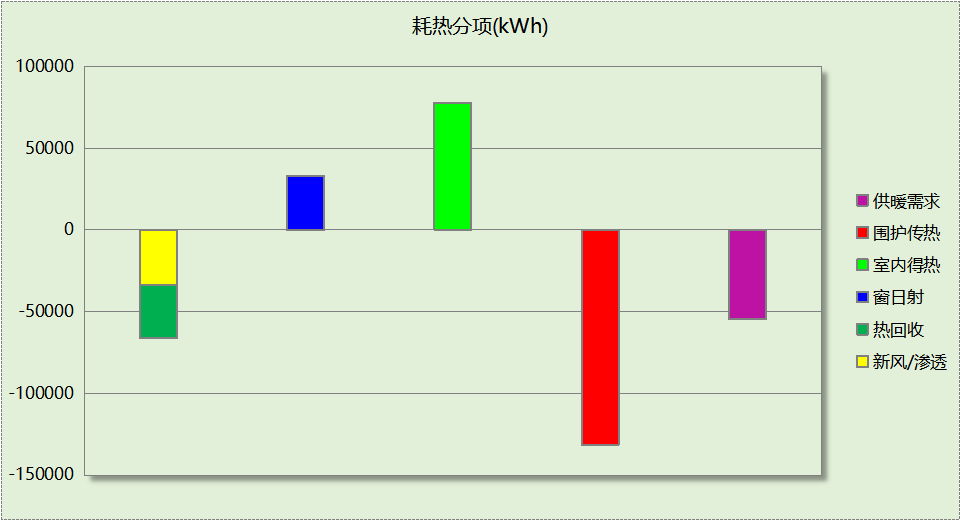 耗热分项(kWh)
100000
50000
0
-50000
-100000
-150000
供暖需求
围护传热
室内得热
窗日射
热回收
新风/渗透